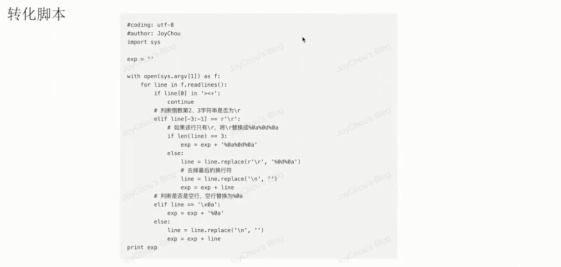 转化脚本
#coding: utf-8
#author: JoyChou
import sys
exp = ''
with open(sys.argv[1]) as f:
for line in f.readlines():
if line[0] in '><+':
continue
# 判断倒数第2、3字符串是否为\r
elif line[-3:-1] == r'\r':
# 如果该行只有\r，将\r替换成%0a%0d%0a
if len(line) == 3:
exp = exp + '%0a%0d%0a'
else:
line = line.replace(r'\r', '%0d%0a')
# 去掉最后的换行符
line = line.replace('\n', '')
exp = exp + line
# 判断是否是空行，空行替换为%0a
elif line == '\x0a':
exp = exp + '%0a'
else:
line = line.replace('\n', '')
exp = exp + line
print exp
JoyChou's Blog